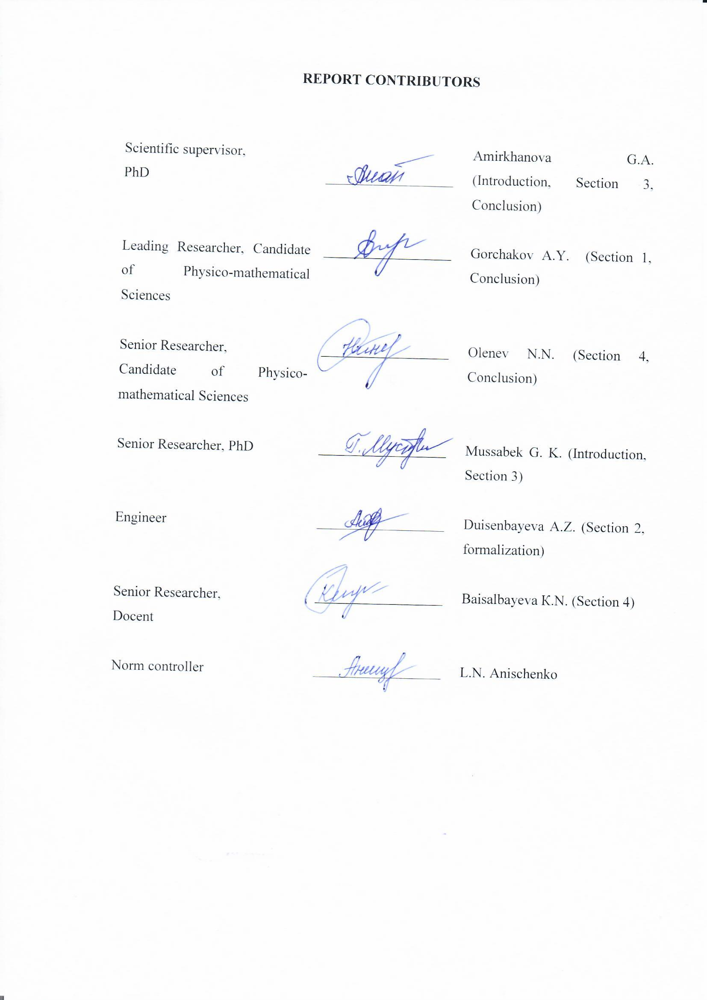 REPORT CONTRIBUTORS
Scientific supervisor,
PhD
Amirkhanova G.A.
(Introduction, Section 3,
Conclusion)
Leading Researcher, Candidate
of Physico-mathematical
Sciences
Gorchakov A.Y. (Section 1,
Conclusion)
Senior Researcher,
Candidate of Physico-
mathematical Sciences
Olenev N.N. (Section 4,
Conclusion)
Senior Researcher, PhD
Mussabek G. K. (Introduction,
Section 3)
Engineer
Duisenbayeva A.Z. (Section 2,
formalization)
Senior Researcher,
Docent
Baisalbayeva K.N. (Section 4)
Norm controller
L.N. Anischenko